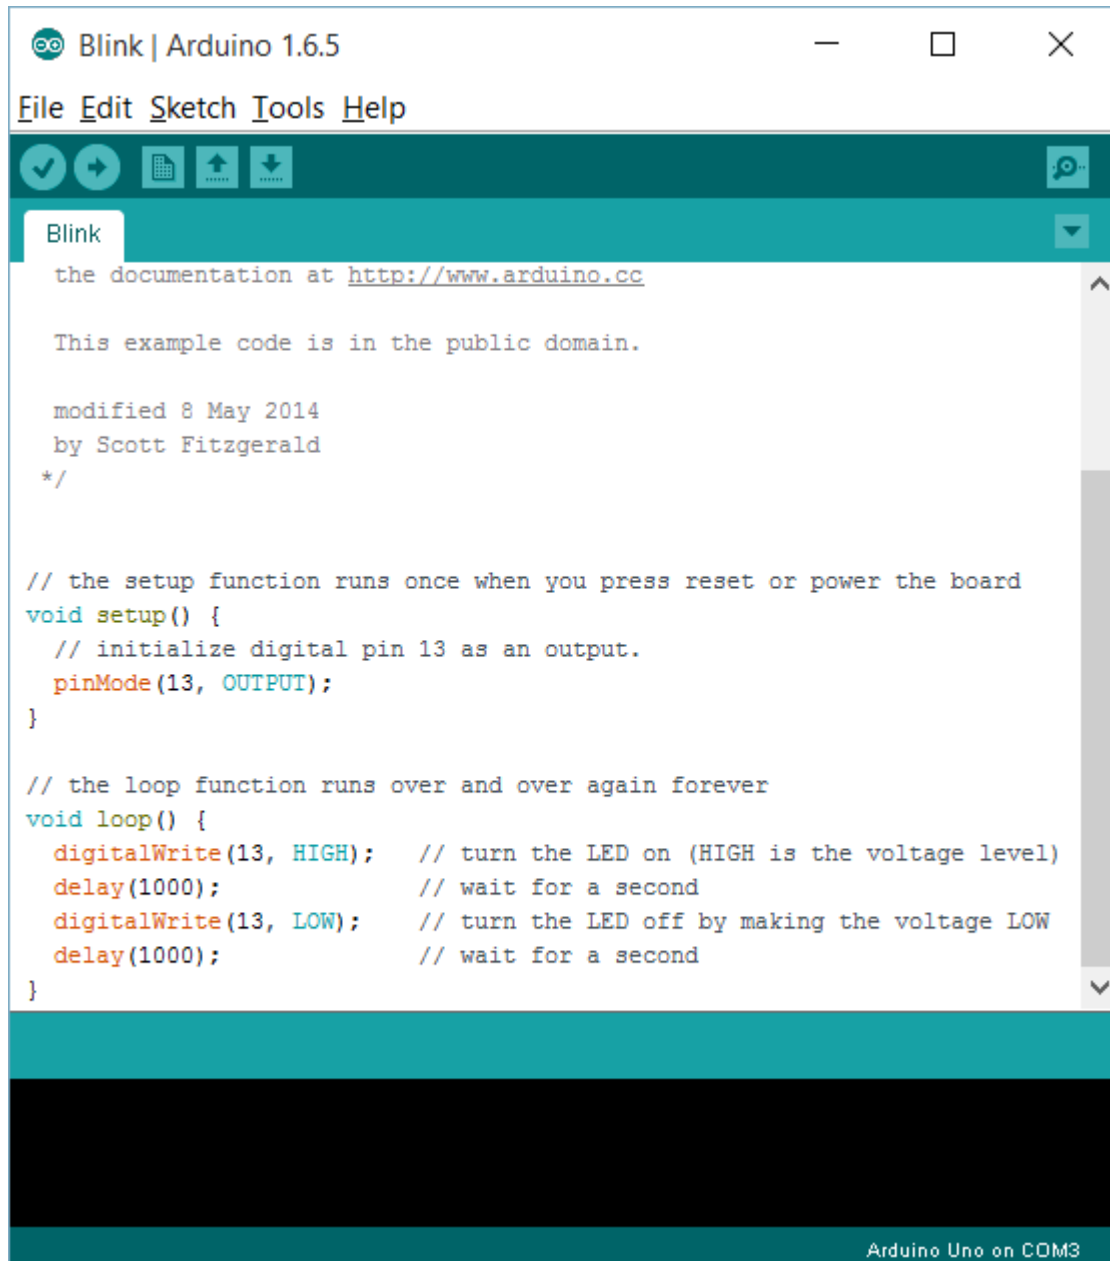 Blink | Arduino 1.6.5
File Edit Sketch Tools Help
Blink
the documentation at http://www.arduino.cc
This example code is in the public domain.
modified 8 May 2014
by Scott Fitzgerald
*/
// the setup function runs once when you press reset or power the board
void setup() {
  // initialize digital pin 13 as an output.
  pinMode(13, OUTPUT);
}
// the loop function runs over and over again forever
void loop() {
  digitalWrite(13, HIGH);   // turn the LED on (HIGH is the voltage level)
  delay(1000);              // wait for a second
  digitalWrite(13, LOW);    // turn the LED off by making the voltage LOW
  delay(1000);              // wait for a second
}
Arduino Uno on COM3